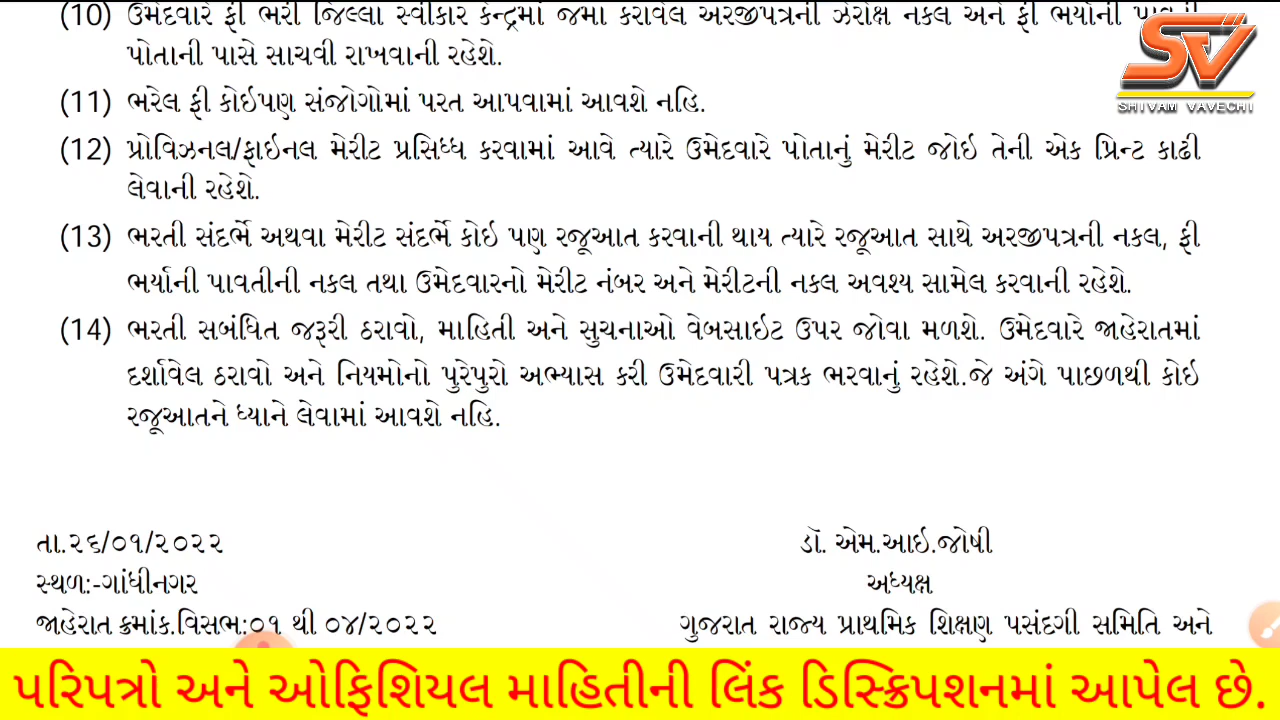 (10) ઉમેદવારે ફી ભરી જિલ્લા સ્વીકાર કેન્દ્રમાં જમા કરાવેલ અરજીપત્રની ઝેરોક્ષ નકલ અને ફી ભર્યાની
પોતાની પાસે સાચવી રાખવાની રહેશે.
(11) ભરેલ ફી કોઇપણ સંજોગોમાં પરત આપવામાં આવશે નહિ.
(12) પ્રોવિઝનલ/ફાઇનલ મેરીટ પ્રસિધ્ધ કરવામાં આવે ત્યારે ઉમેદવારે પોતાનું મેરીટ જોઇ તેની એક પ્રિન્ટ કાઢી
લેવાની રહેશે.
(13) ભરતી સંદર્ભે અથવા મેરીટ સંદર્ભે કોઇ પણ રજૂઆત કરવાની થાય ત્યારે રજૂઆત સાથે અરજીપત્રની નકલ, ફી
ભર્યાની પાવતીની નકલ તથા ઉમેદવારનો મેરીટ નંબર અને મેરીટની નકલ અવશ્ય સામેલ કરવાની રહેશે.
(14) ભરતી સબંધિત જરૂરી ઠરાવો, માહિતી અને સુચનાઓ વેબસાઇટ ઉપર જોવા મળશે. ઉમેદવારે જાહેરાતમાં
દર્શાવેલ ઠરાવો અને નિયમોનો પુરેપુરો અભ્યાસ કરી ઉમેદવારી પત્રક ભરવાનું રહેશે.જે અંગે પાછળથી કોઇ
રજૂઆતને ધ્યાને લેવામાં આવશે નહિ.
SV
SHIVAM VAVECHI
તા.૨૬/૦૧/૨૦૨૨
ડૉ. એમ.આઇ.જોષી
સ્થળ:-ગાંધીનગર
અધ્યક્ષ
જાહેરાત ક્રમાંક.વિસભ:૦૧ થી ૦૪/૨૦૨૨
ગુજરાત રાજ્ય પ્રાથમિક શિક્ષણ પસંદગી સમિતિ અને
પરિપત્રો અને ઓફિશિયલ માહિતીની લિંક ડિસ્ક્રિપશનમાં આપેલ છે.